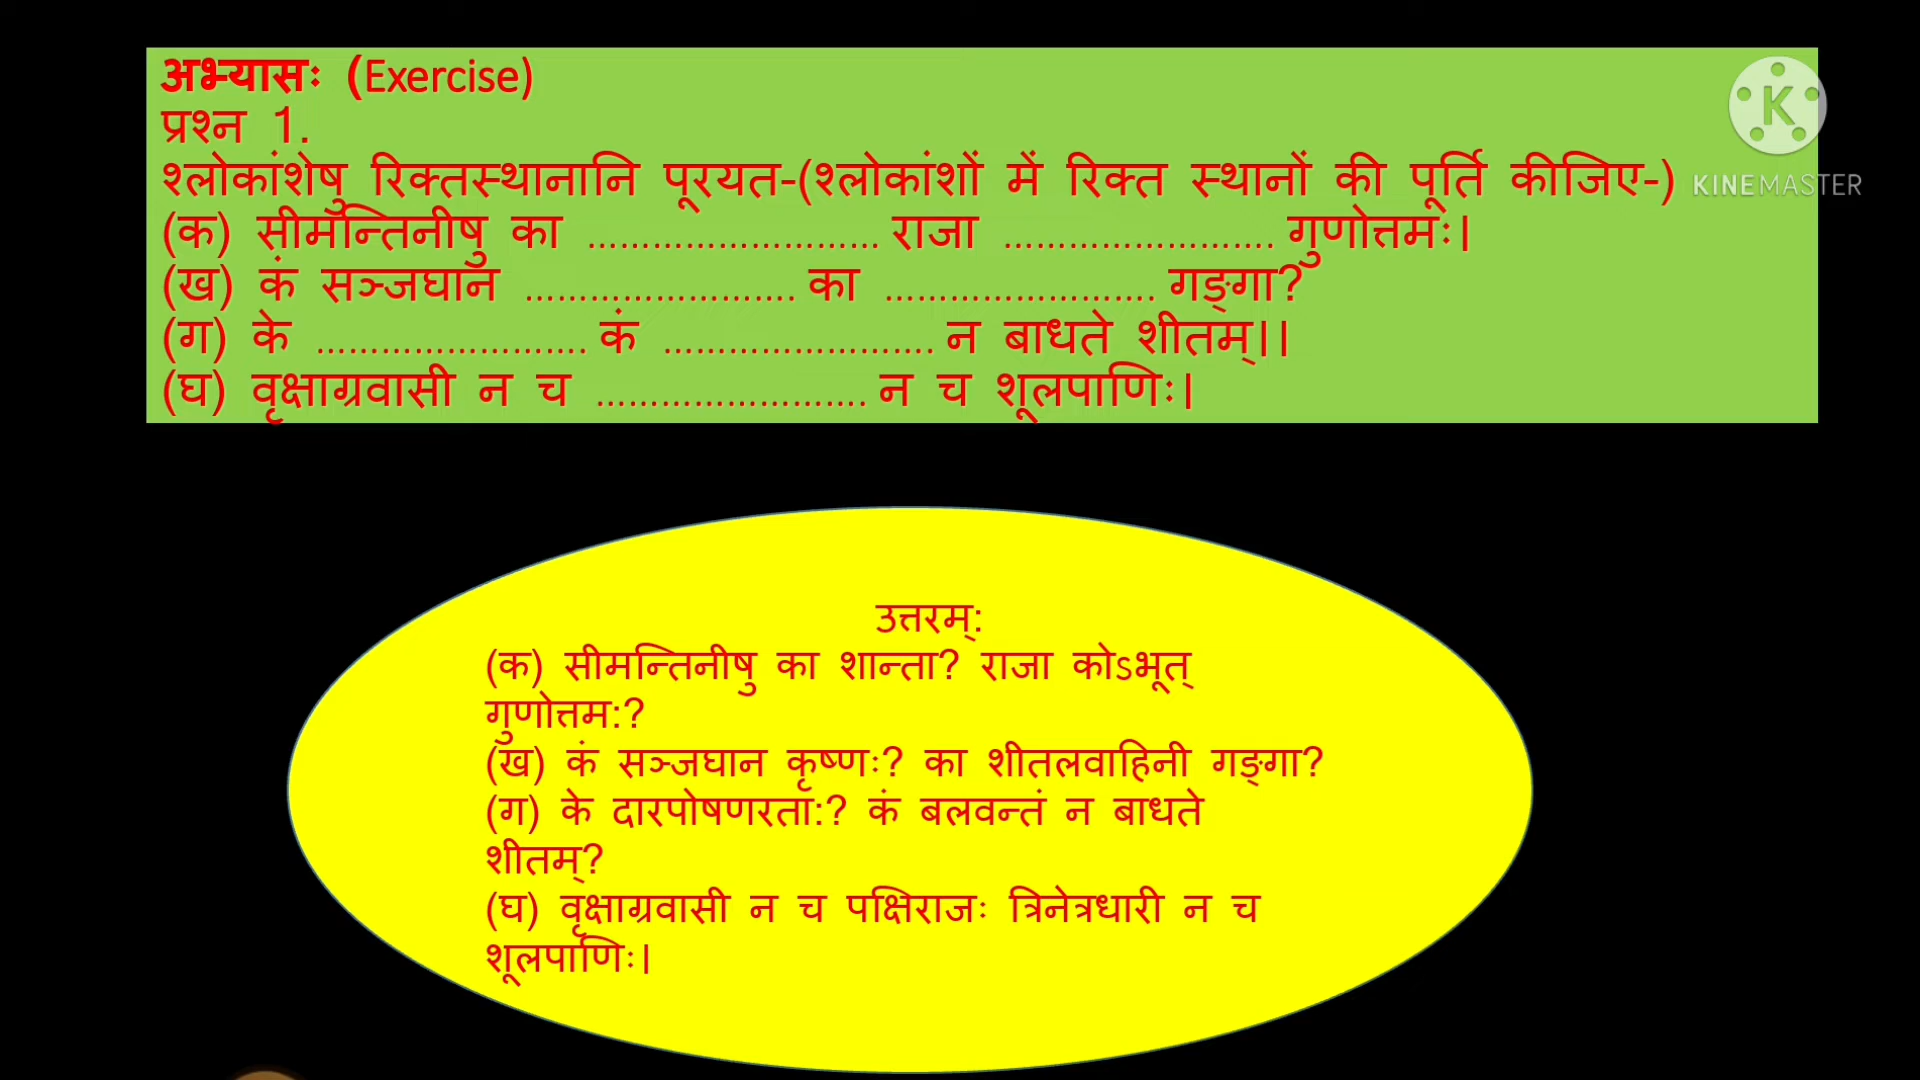 अभ्यासः (Exercise)
प्रश्न 1.
श्लोकांशेषु रिक्तस्थानानि पूरयत-(श्लोकांशों में रिक्त स्थानों की पूर्ति कीजिए-)
(क) सीमन्तिनीषु का ……………………… राजा ……………………. गुणोत्तमः।
(ख) कं सञ्जघान ……………………. का ……………………. गङ्गा?
(ग) के ……………………. कं ……………………. न बाधते शीतम्।।
(घ) वृक्षाग्रवासी न च ……………………. न च शूलपाणिः।
K
KINEMASTER
उत्तरम्:
(क) सीमन्तिनीषु का शान्ता? राजा कोऽभूत्
गुणोत्तम:?
(ख) कं सञ्जघान कृष्णः? का शीतलवाहिनी गङ्गा?
(ग) के दारपोषणरता:? कं बलवन्तं न बाधते
शीतम्?
(घ) वृक्षाग्रवासी न च पक्षिराजः त्रिनेत्रधारी न च
शूलपाणिः।